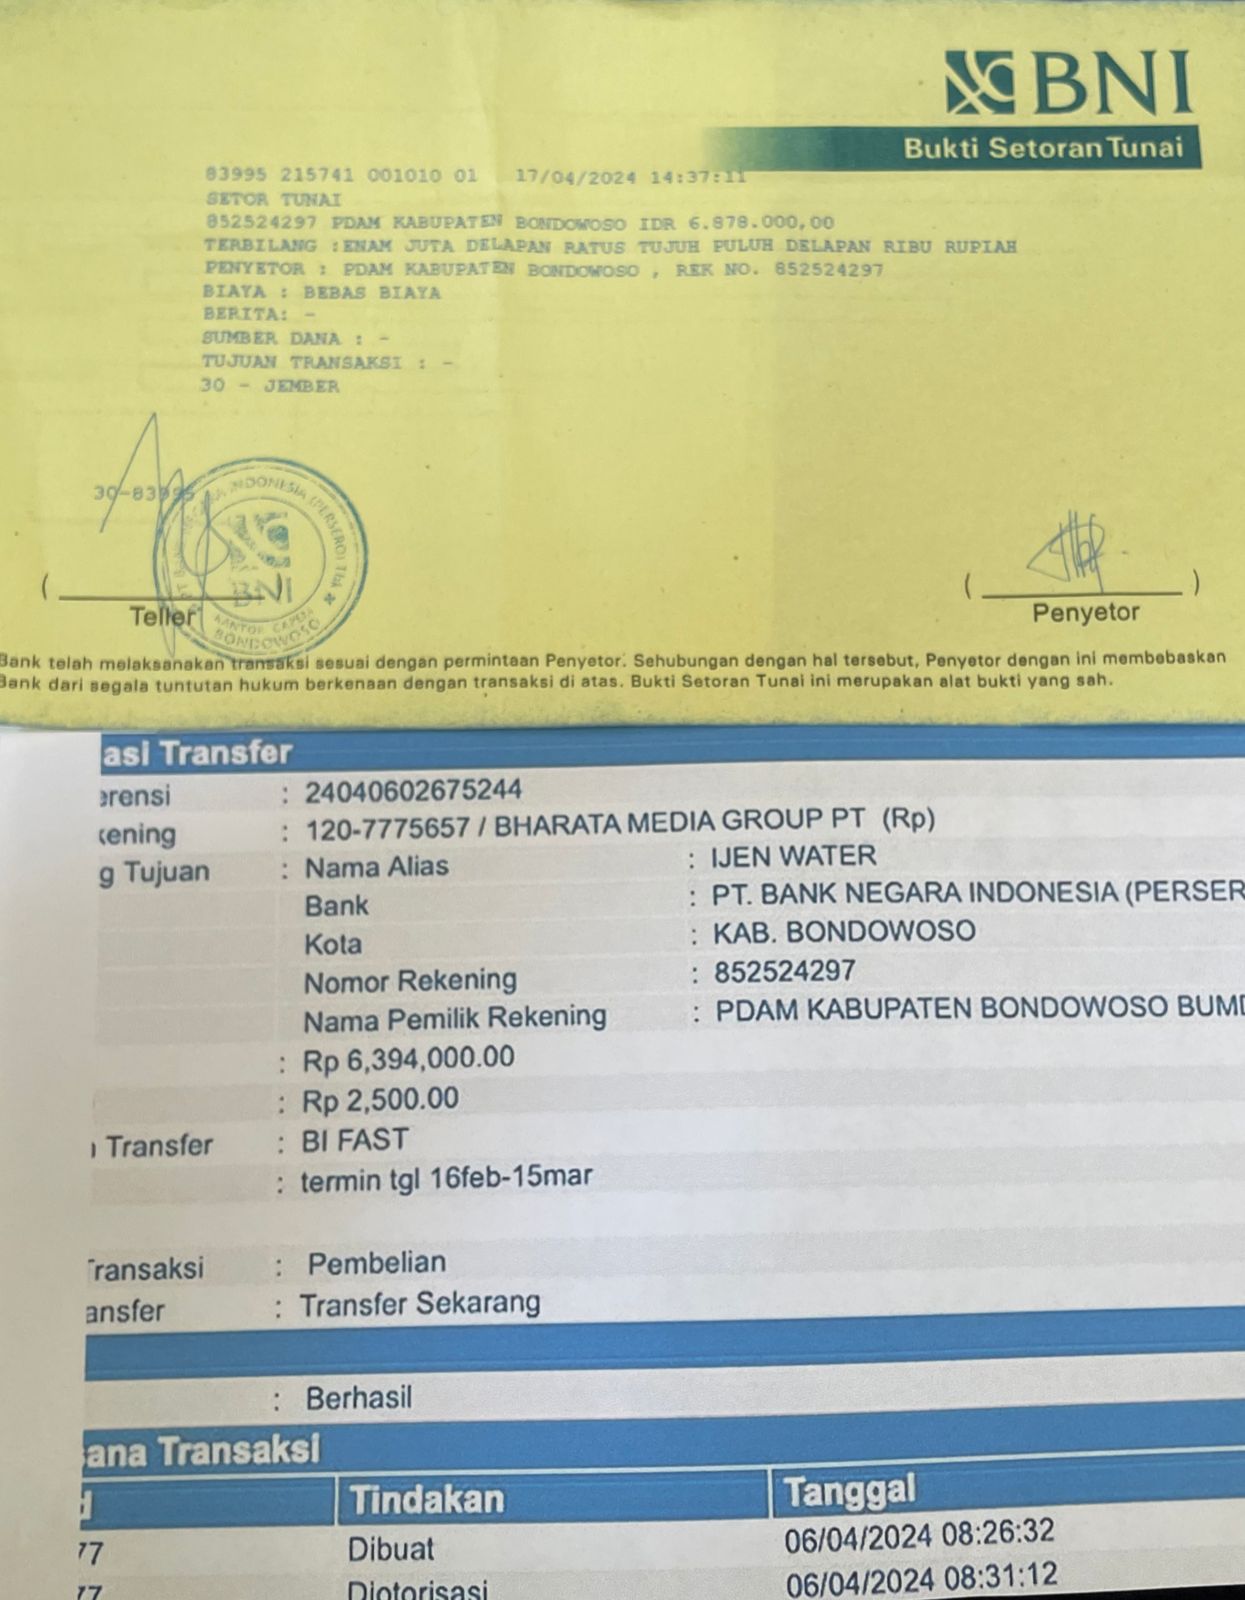 BNI
Bukti Setoran Tunai
83995 215741 001010 01 17/04/2024 14:37:11
SETOR TUNAI
852524297 PDAM KABUPATEN BONDOWOSO IDR 6.878.000,00
TERBILANG :ENAM JUTA DELAPAN RATUS TUJUH PULUH DELAPAN RIBU RUPIAH
PENYETOR : PDAM KABUPATEN BONDOWOSO , REK NO. 852524297
BIAYA : BEBAS BIAYA
BERITA: -
SUMBER DANA : -
TUJUAN TRANSAKSI : -
30 - JEMBER
30-83995
NEGARA INDONESIA (PERSERO) Tbk
BNI
KANTOR CAPEM
BONDOWOSO
( )
Teller
( )
Penyetor
Bank telah melaksanakan transaksi sesuai dengan permintaan Penyetor. Sehubungan dengan hal tersebut, Penyetor dengan ini membebaskan
Bank dari segala tuntutan hukum berkenaan dengan transaksi di atas. Bukti Setoran Tunai ini merupakan alat bukti yang sah.
asi Transfer
erensi : 24040602675244
kening : 120-7775657 / BHARATA MEDIA GROUP PT (Rp)
g Tujuan : Nama Alias : IJEN WATER
Bank : PT. BANK NEGARA INDONESIA (PERSER
Kota : KAB. BONDOWOSO
Nomor Rekening : 852524297
Nama Pemilik Rekening : PDAM KABUPATEN BONDOWOSO BUMD
: Rp 6,394,000.00
: Rp 2,500.00
Transfer : BI FAST
: termin tgl 16feb-15mar
Transaksi : Pembelian
ansfer : Transfer Sekarang
: Berhasil
ana Transaksi
d Tindakan Tanggal
77 Dibuat 06/04/2024 08:26:32
77 Diotorisasi 06/04/2024 08:31:12